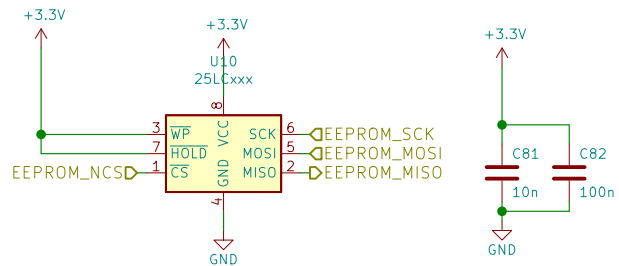 +3.3V
+3.3V
U10
25LCxxx
+3.3V
8
3 WP VCC SCK 6 EEPROM_SCK
7 HOLD MOSI 5 EEPROM_MOSI
EEPROM_NCS 1 CS GND MISO 2 EEPROM_MISO
4
GND
C81 C82
10n 100n
GND